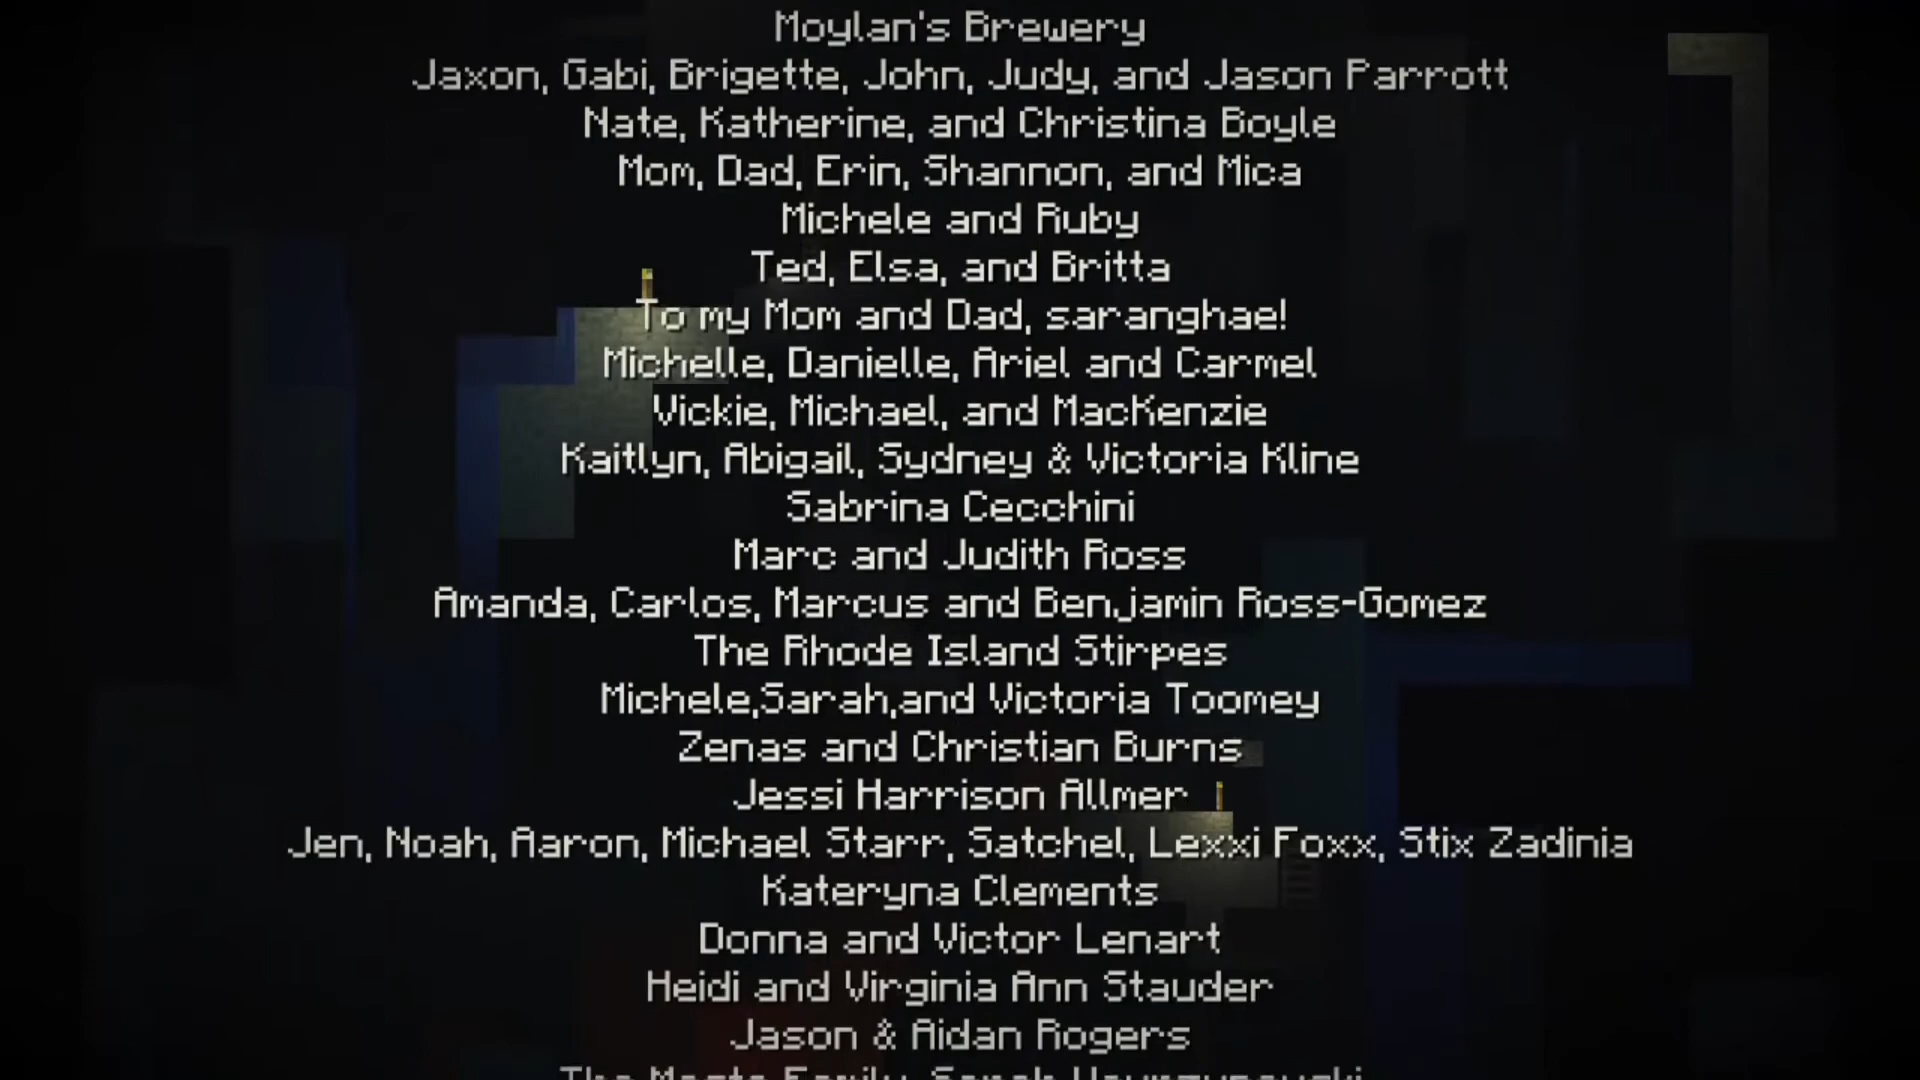 Moylan's Brewery
Jaxon, Gabi, Brigette, John, Judy, and Jason Parrott
Nate, Katherine, and Christina Boyle
Mom, Dad, Erin, Shannon, and Mica
Michele and Ruby
Ted, Elsa, and Britta
To my Mom and Dad, saranghae!
Michelle, Danielle, Ariel and Carmel
Vickie, Michael, and MacKenzie
Kaitlyn, Abigail, Sydney & Victoria Kline
Sabrina Cecchini
Marc and Judith Ross
Amanda, Carlos, Marcus and Benjamin Ross-Gomez
The Rhode Island Stirpes
Michele,Sarah,and Victoria Toomey
Zenas and Christian Burns
Jessi Harrison Allmer
Jen, Noah, Aaron, Michael Starr, Satchel, Lexxi Foxx, Stix Zadinia
Kateryna Clements
Donna and Victor Lenart
Heidi and Virginia Ann Stauder
Jason & Aidan Rogers
The Family, Sarah